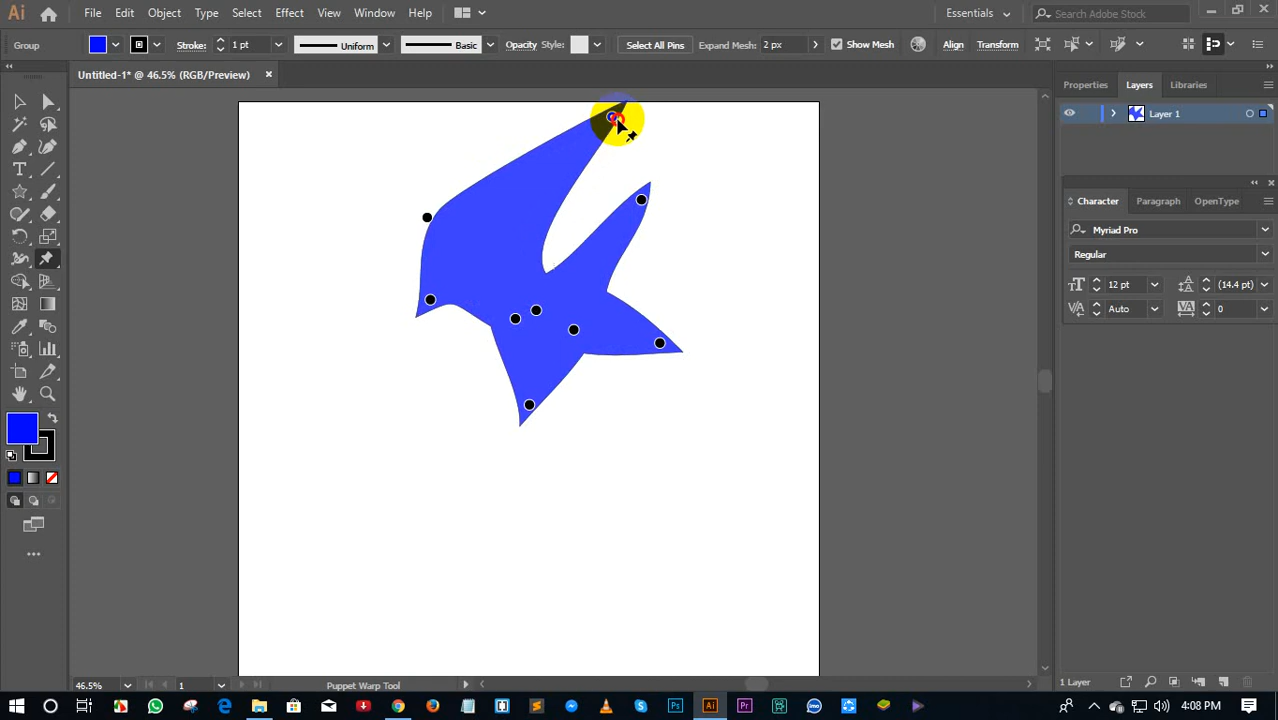 Ai File Edit Object Type Select Effect View Window Help Essentials Search Adobe Stock
Group Stroke: 1 pt Uniform Basic Opacity Style: Select All Pins Expand Mesh: 2 px Show Mesh Align Transform
Untitled-1* @ 46.5% (RGB/Preview)
Properties Layers Libraries
Layer 1
Character Paragraph OpenType
Myriad Pro
Regular
12 pt (14.4 pt)
Auto 0
46.5% 1 Puppet Warp Tool 1 Layer
4:08 PM